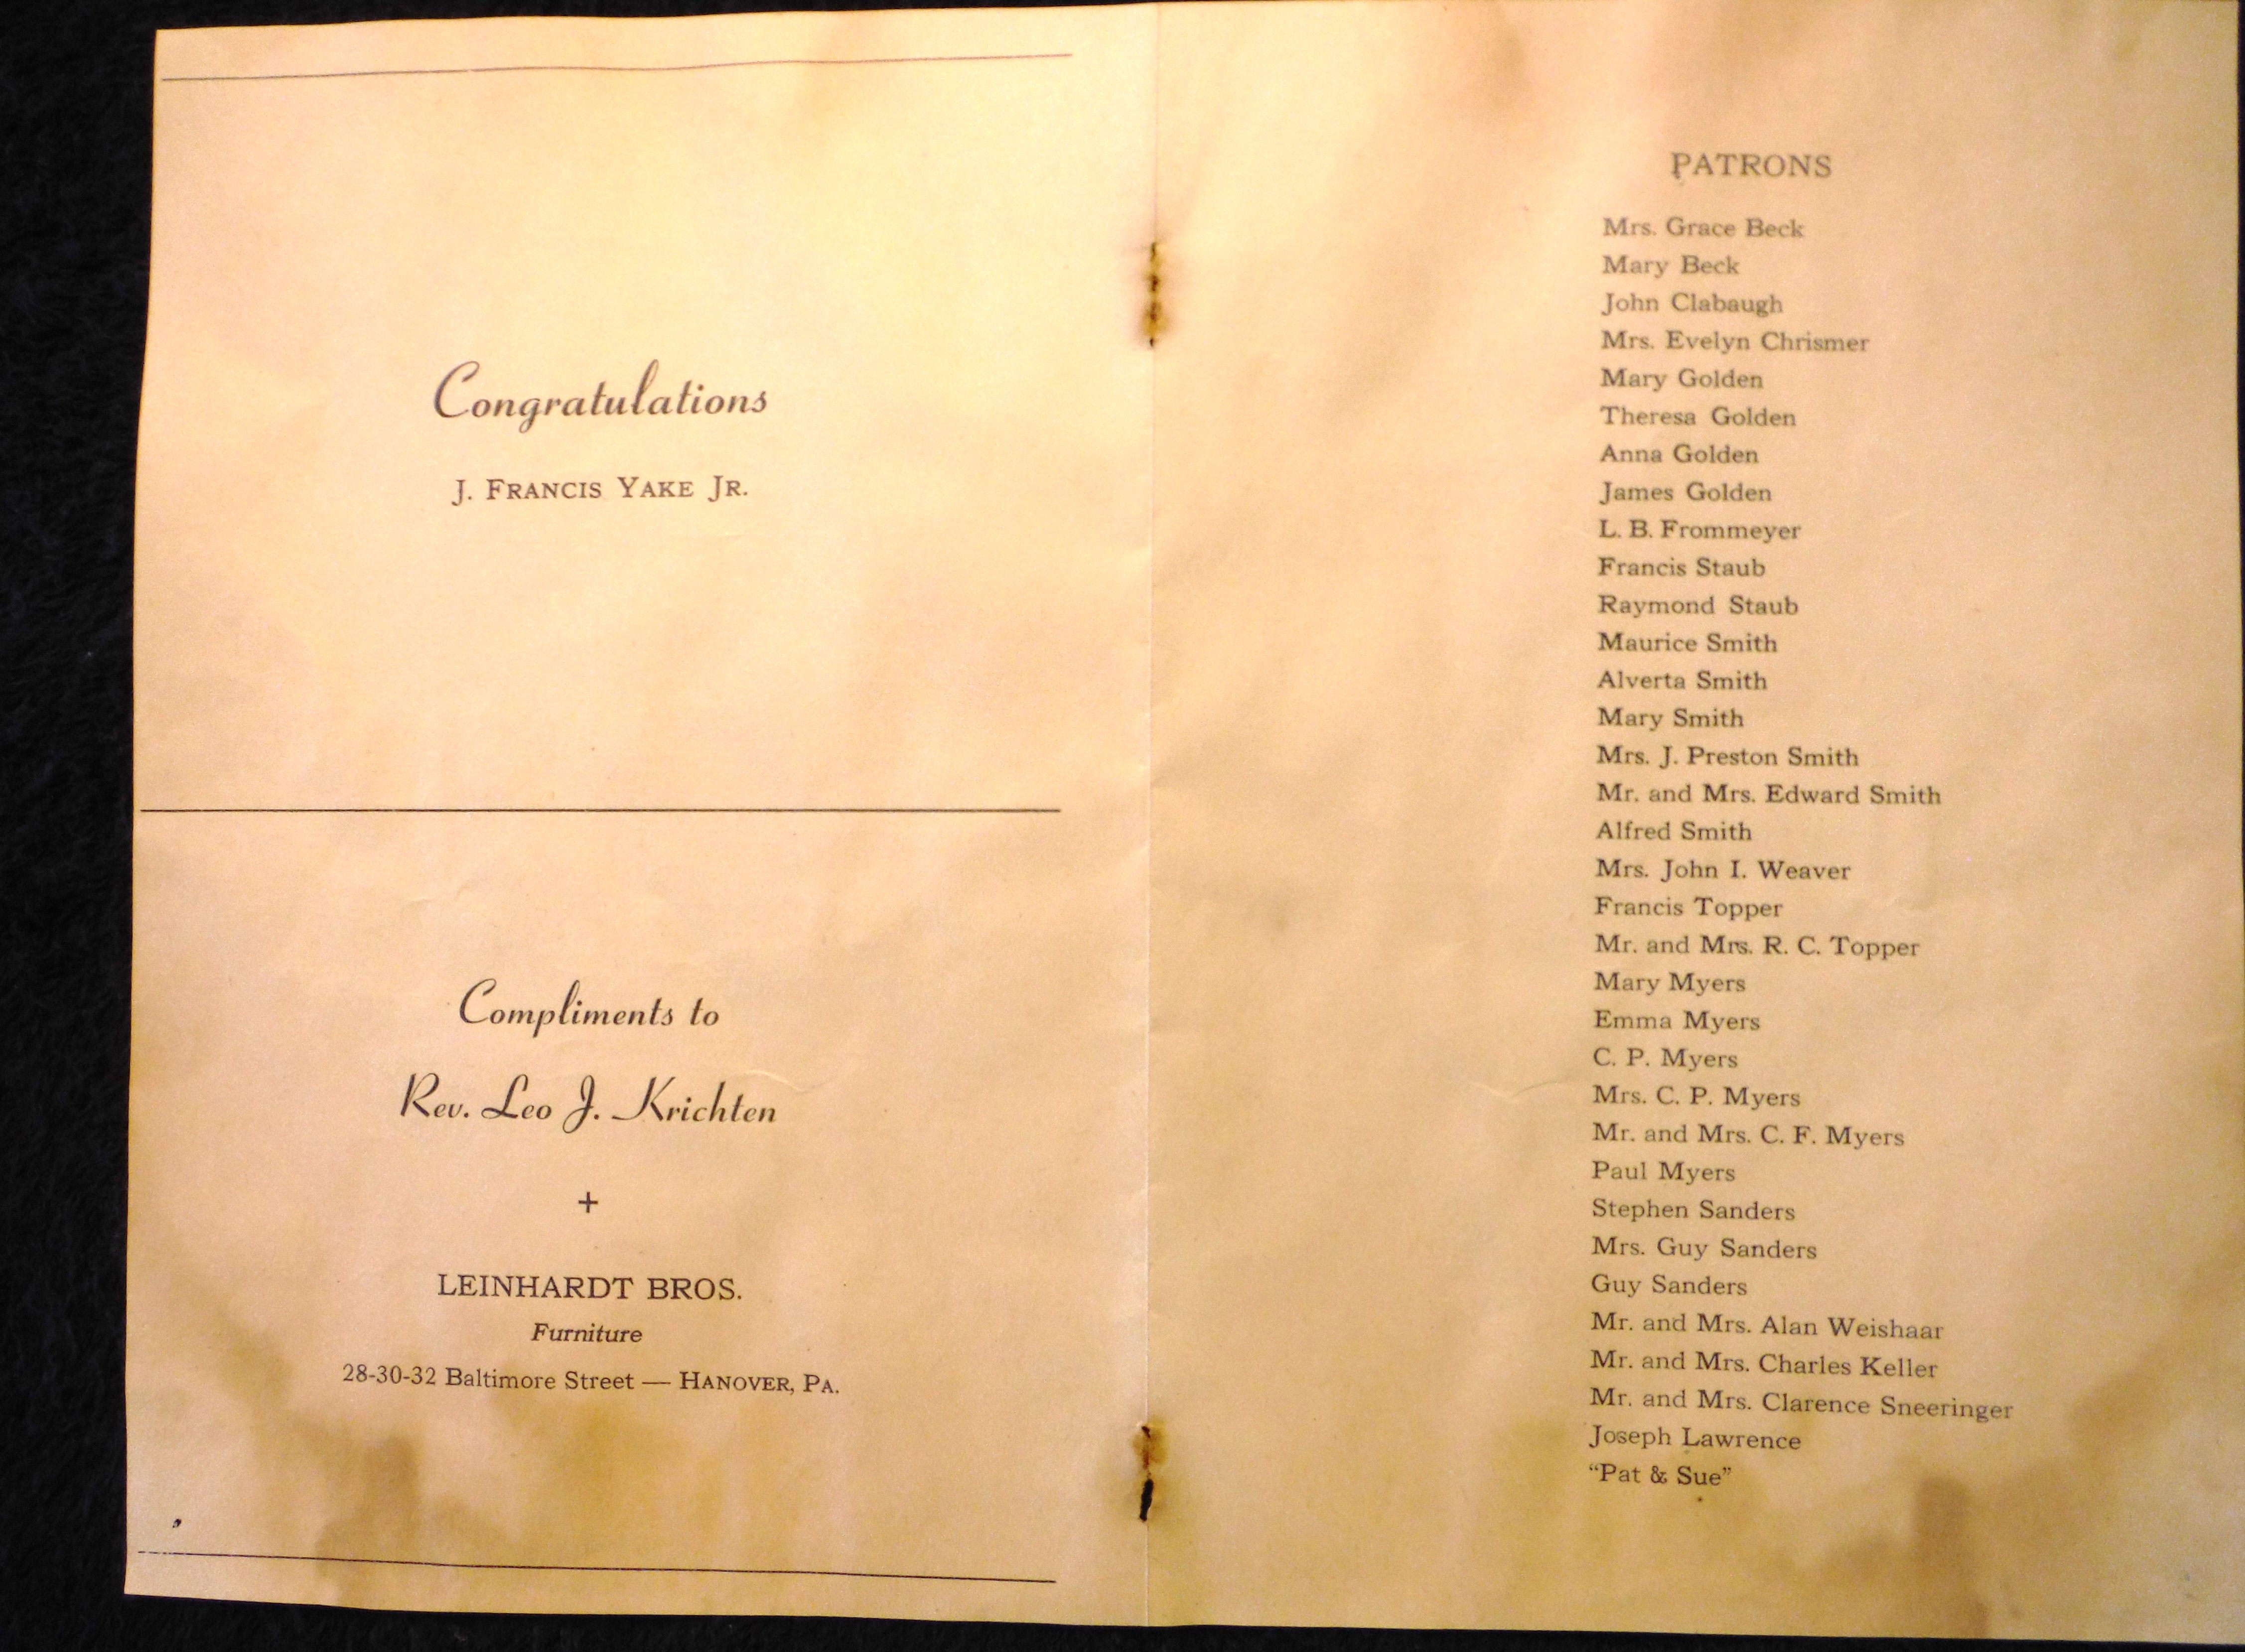 Congratulations
J. FRANCIS YAKE JR.
Compliments to
Rev. Leo J. Krichten
+
LEINHARDT BROS.
Furniture
28-30-32 Baltimore Street — HANOVER, PA.
PATRONS
Mrs. Grace Beck
Mary Beck
John Clabaugh
Mrs. Evelyn Chrismer
Mary Golden
Theresa Golden
Anna Golden
James Golden
L. B. Frommeyer
Francis Staub
Raymond Staub
Maurice Smith
Alverta Smith
Mary Smith
Mrs. J. Preston Smith
Mr. and Mrs. Edward Smith
Alfred Smith
Mrs. John I. Weaver
Francis Topper
Mr. and Mrs. R. C. Topper
Mary Myers
Emma Myers
C. P. Myers
Mrs. C. P. Myers
Mr. and Mrs. C. F. Myers
Paul Myers
Stephen Sanders
Mrs. Guy Sanders
Guy Sanders
Mr. and Mrs. Alan Weishaar
Mr. and Mrs. Charles Keller
Mr. and Mrs. Clarence Sneeringer
Joseph Lawrence
“Pat & Sue”